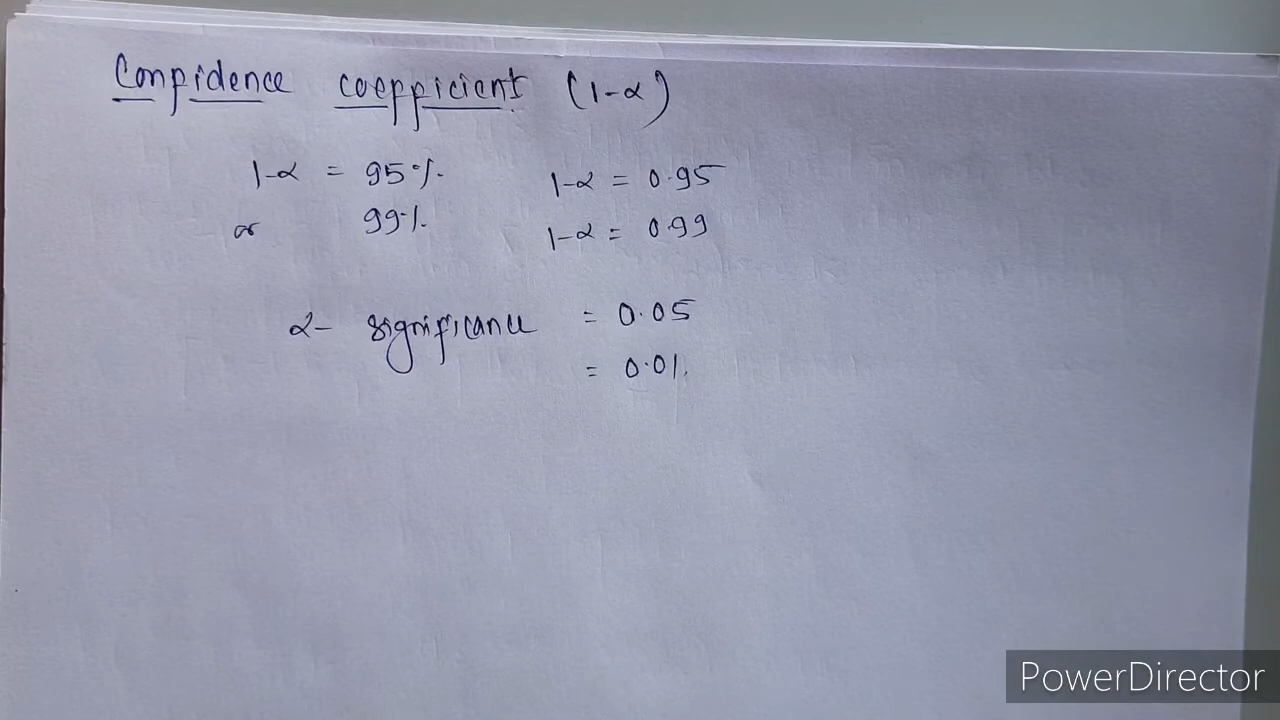 Confidence coefficient (1-α)
1-α = 95% 1-α = 0.95
or 99% 1-α = 0.99
α- significance = 0.05
= 0.01.
PowerDirector